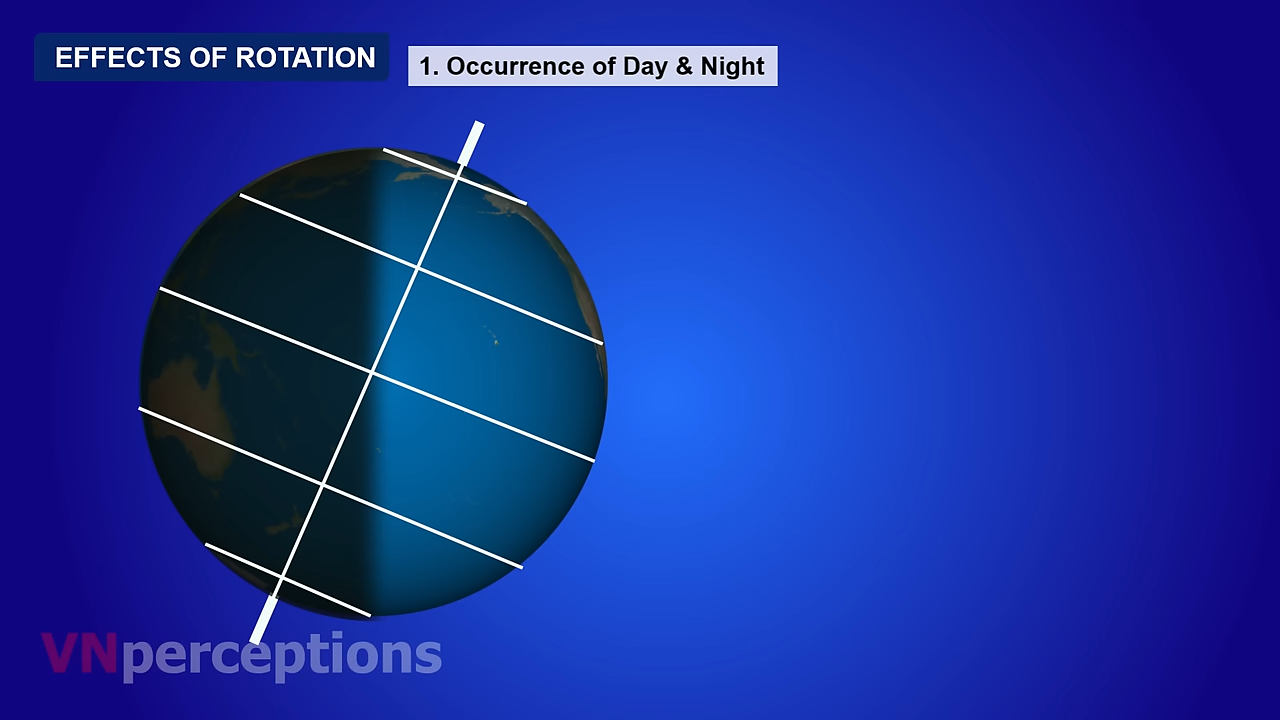 EFFECTS OF ROTATION
1. Occurrence of Day & Night
VNperceptions